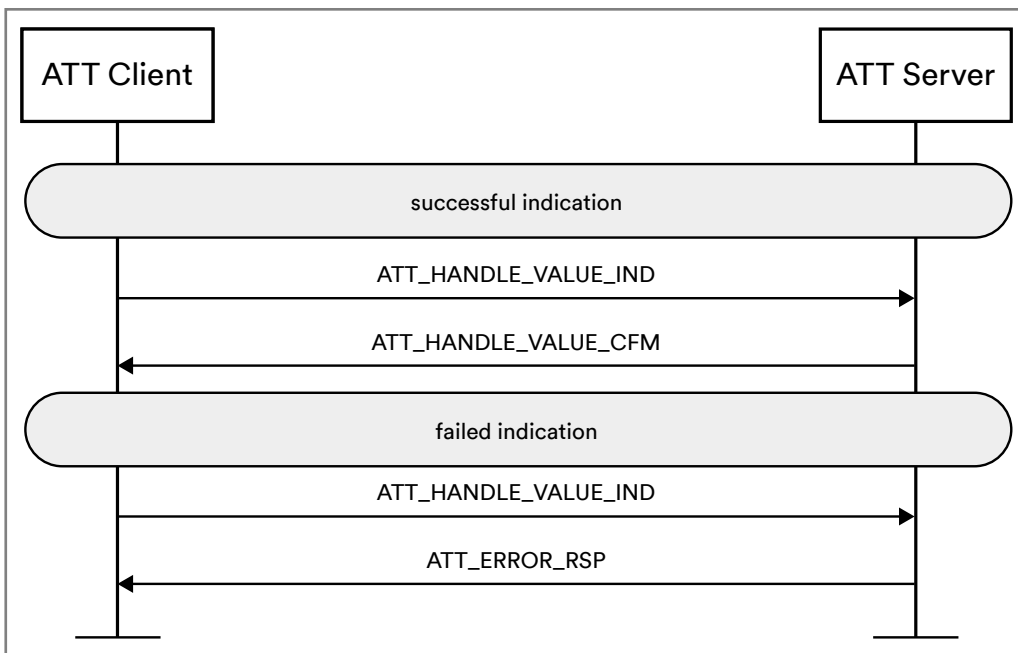 ATT Client
ATT Server
successful indication
ATT_HANDLE_VALUE_IND
ATT_HANDLE_VALUE_CFM
failed indication
ATT_HANDLE_VALUE_IND
ATT_ERROR_RSP